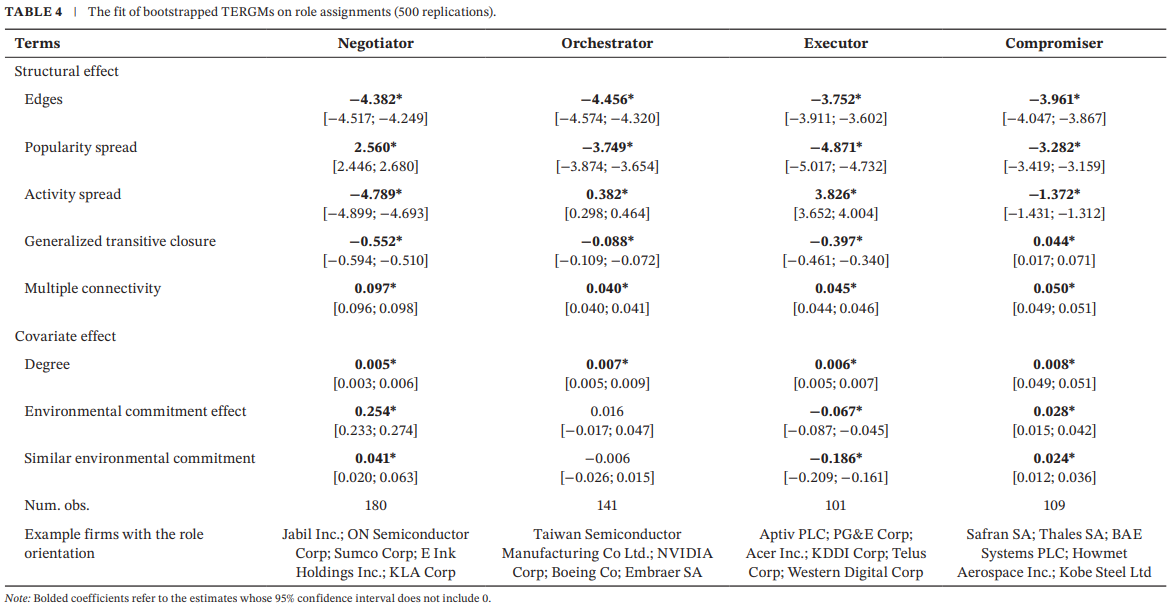 TABLE 4 | The fit of bootstrapped TERGMs on role assignments (500 replications).
Terms Negotiator Orchestrator Executor Compromiser
Structural effect
Edges −4.382* −4.456* −3.752* −3.961*
[−4.517; −4.249] [−4.574; −4.320] [−3.911; −3.602] [−4.047; −3.867]
Popularity spread 2.560* −3.749* −4.871* −3.282*
[2.446; 2.680] [−3.874; −3.654] [−5.017; −4.732] [−3.419; −3.159]
Activity spread −4.789* 0.382* 3.826* −1.372*
[−4.899; −4.693] [0.298; 0.464] [3.652; 4.004] [−1.431; −1.312]
Generalized transitive closure −0.552* −0.088* −0.397* 0.044*
[−0.594; −0.510] [−0.109; −0.072] [−0.461; −0.340] [0.017; 0.071]
Multiple connectivity 0.097* 0.040* 0.045* 0.050*
[0.096; 0.098] [0.040; 0.041] [0.044; 0.046] [0.049; 0.051]
Covariate effect
Degree 0.005* 0.007* 0.006* 0.008*
[0.003; 0.006] [0.005; 0.009] [0.005; 0.007] [0.049; 0.051]
Environmental commitment effect 0.254* 0.016 −0.067* 0.028*
[0.233; 0.274] [−0.017; 0.047] [−0.087; −0.045] [0.015; 0.042]
Similar environmental commitment 0.041* −0.006 −0.186* 0.024*
[0.020; 0.063] [−0.026; 0.015] [−0.209; −0.161] [0.012; 0.036]
Num. obs. 180 141 101 109
Example firms with the role Jabil Inc.; ON Semiconductor Taiwan Semiconductor Aptiv PLC; PG&E Corp; Safran SA; Thales SA; BAE
orientation Corp; Sumco Corp; E Ink Manufacturing Co Ltd.; NVIDIA Acer Inc.; KDDI Corp; Telus Systems PLC; Howmet
Holdings Inc.; KLA Corp Corp; Boeing Co; Embraer SA Corp; Western Digital Corp Aerospace Inc.; Kobe Steel Ltd
Note: Bolded coefficients refer to the estimates whose 95% confidence interval does not include 0.